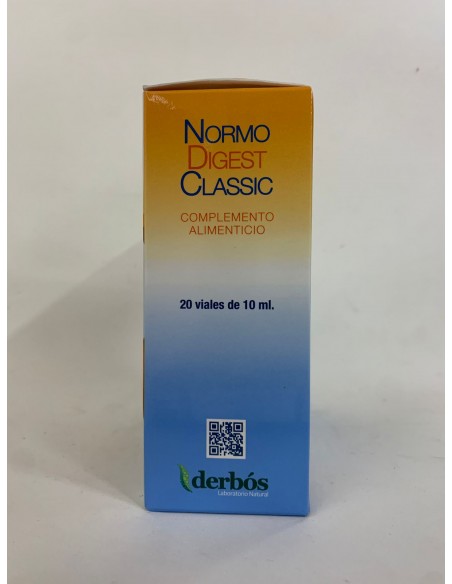 NORMO
DIGEST
CLASSIC
COMPLEMENTO
ALIMENTICIO
20 viales de 10 ml.
derbós
Laboratorio Natural